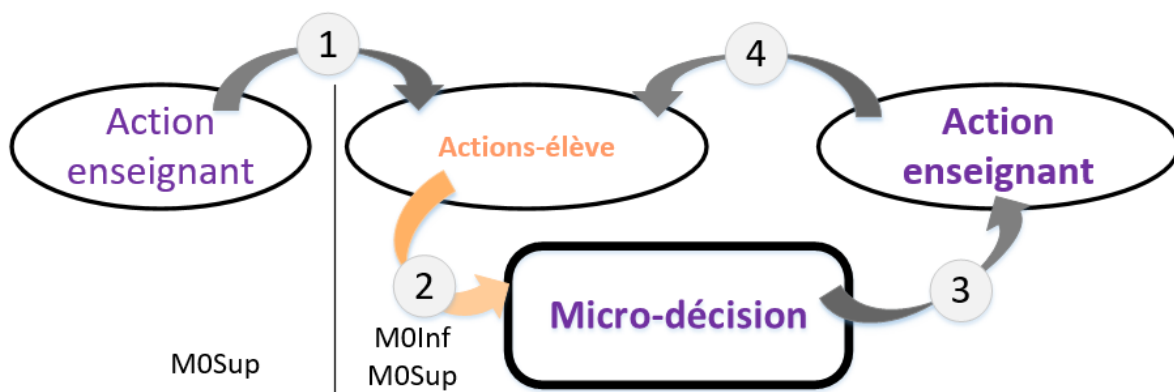 1
4
Action
enseignant
Actions-élève
Action
enseignant
2
3
Micro-décision
M0Inf
M0Sup
M0Sup